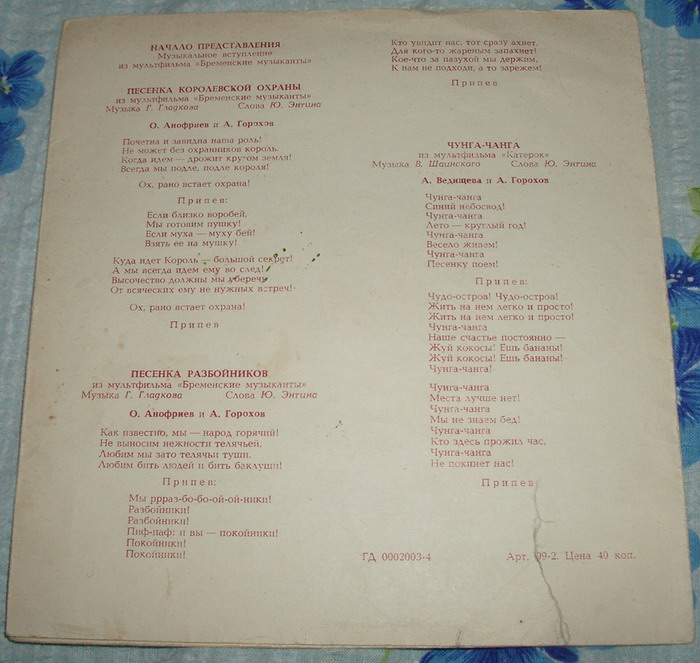 НАЧАЛО ПРЕДСТАВЛЕНИЯ
Музыкальное вступление
из мультфильма «Бременские музыканты»
ПЕСЕНКА КОРОЛЕВСКОЙ ОХРАНЫ
из мультфильма «Бременские музыканты»
Музыка Г. Гладкова Слова Ю. Энтина
О. Анофриев и А. Горохов
Почетна и завидна наша роль!
Не может без охранников король.
Когда идем — дрожит кругом земля!
Всегда мы подле, подле короля!
Ох, рано встает охрана!
Припев:
Если близко воробей,
Мы готовим пушку!
Если муха — муху бей!
Взять ее на мушку!
Куда идет Король — большой секрет!
А мы всегда идем ему во след!
Высочество должны мы уберечь
От всяческих ему не нужных встреч!
Ох, рано встает охрана!
Припев
ПЕСЕНКА РАЗБОЙНИКОВ
из мультфильма «Бременские музыканты»
Музыка Г. Гладкова Слова Ю. Энтина
О. Анофриев и А. Горохов
Как известно, мы — народ горячий!
Не выносим нежности телячьей,
Любим мы зато телячьи туши,
Любим бить людей и бить баклуши!
Припев:
Мы ррраз-бо-бо-ой-ой-ники!
Разбойники!
Разбойники!
Пиф-паф: и вы — покойники!
Покойники!
Покойники!
Кто увидит нас, тот сразу ахнет,
Для кого-то жареным запахнет!
Кое-что за пазухой мы держим,
К нам не подходи, а то зарежем!
Припев
ЧУНГА-ЧАНГА
из мультфильма «Катерок»
Музыка В. Шаинского Слова Ю. Энтина
А. Ведищева и А. Горохов
Чунга-чанга
Синий небосвод!
Чунга-чанга
Лето — круглый год!
Чунга-чанга
Весело живем!
Чунга-чанга
Песенку поем!
Припев:
Чудо-остров! Чудо-остров!
Жить на нем легко и просто!
Жить на нем легко и просто!
Чунга-чанга
Наше счастье постоянно —
Жуй кокосы! Ешь бананы!
Жуй кокосы! Ешь бананы!
Чунга-чанга!
Чунга-чанга
Места лучше нет!
Чунга-чанга
Мы не знаем бед!
Чунга-чанга
Кто здесь прожил час,
Чунга-чанга
Не покинет нас!
Припев
ГД 0002003-4 Арт. 09-2. Цена 40 коп.